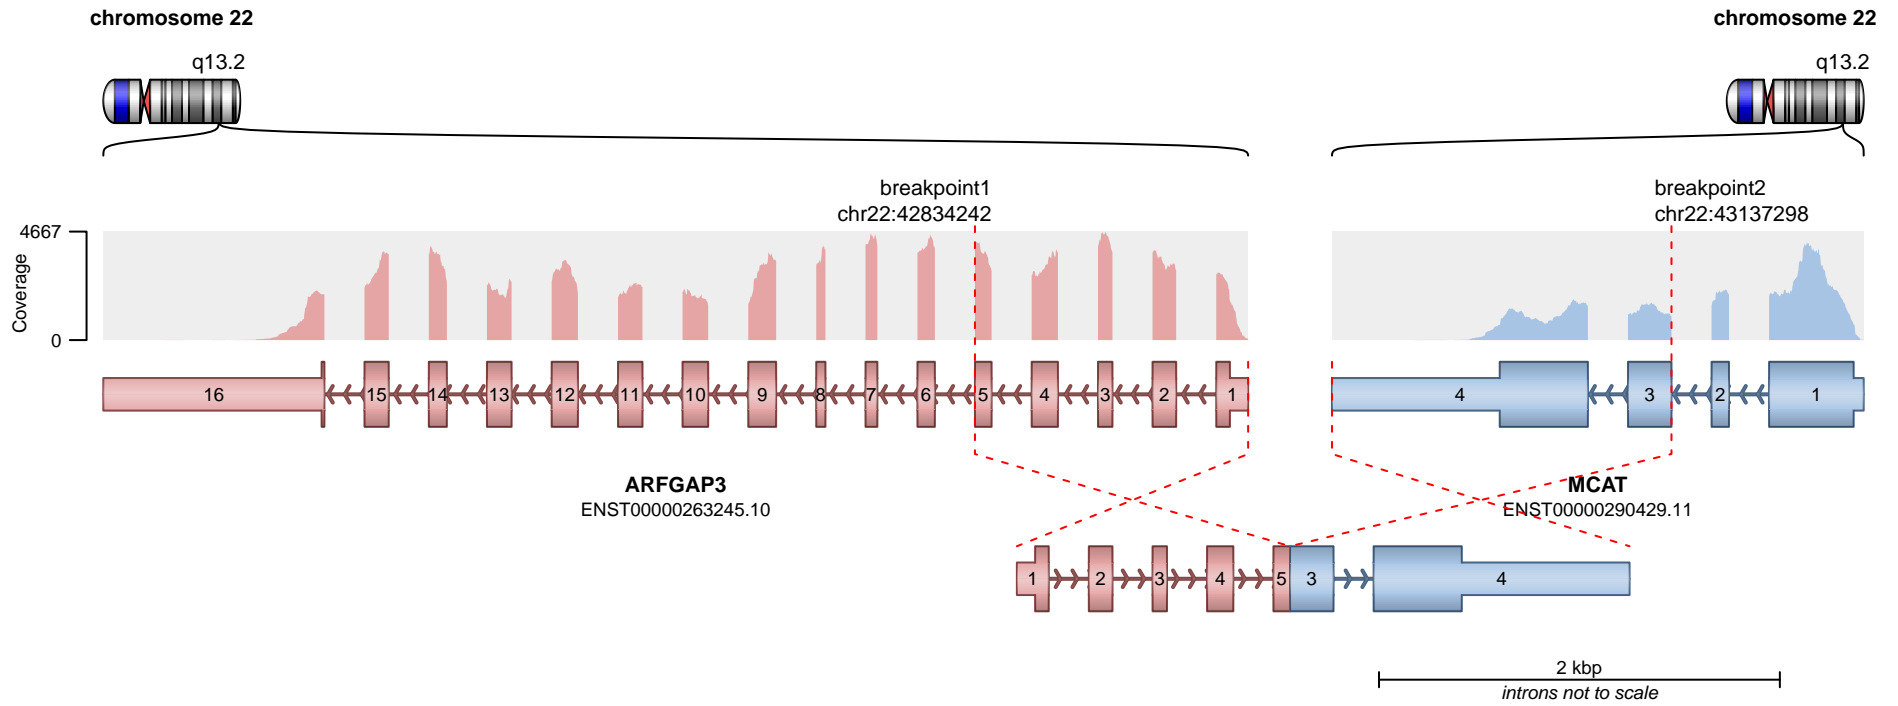 chromosome 22
chromosome 22
q13.2
q13.2
breakpoint1
chr22:42834242
breakpoint2
chr22:43137298
4667
Coverage
0
16 15 14 13 12 11 10 9 8 7 6 5 4 3 2 1
4 3 2 1
ARFGAP3
ENST00000263245.10
MCAT
ENST00000290429.11
1 2 3 4 5 3 4
2 kbp
introns not to scale